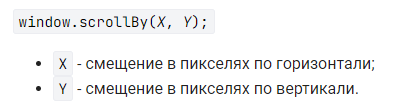 window.scrollBy(X, Y);
• X - смещение в пикселях по горизонтали;
• Y - смещение в пикселях по вертикали.